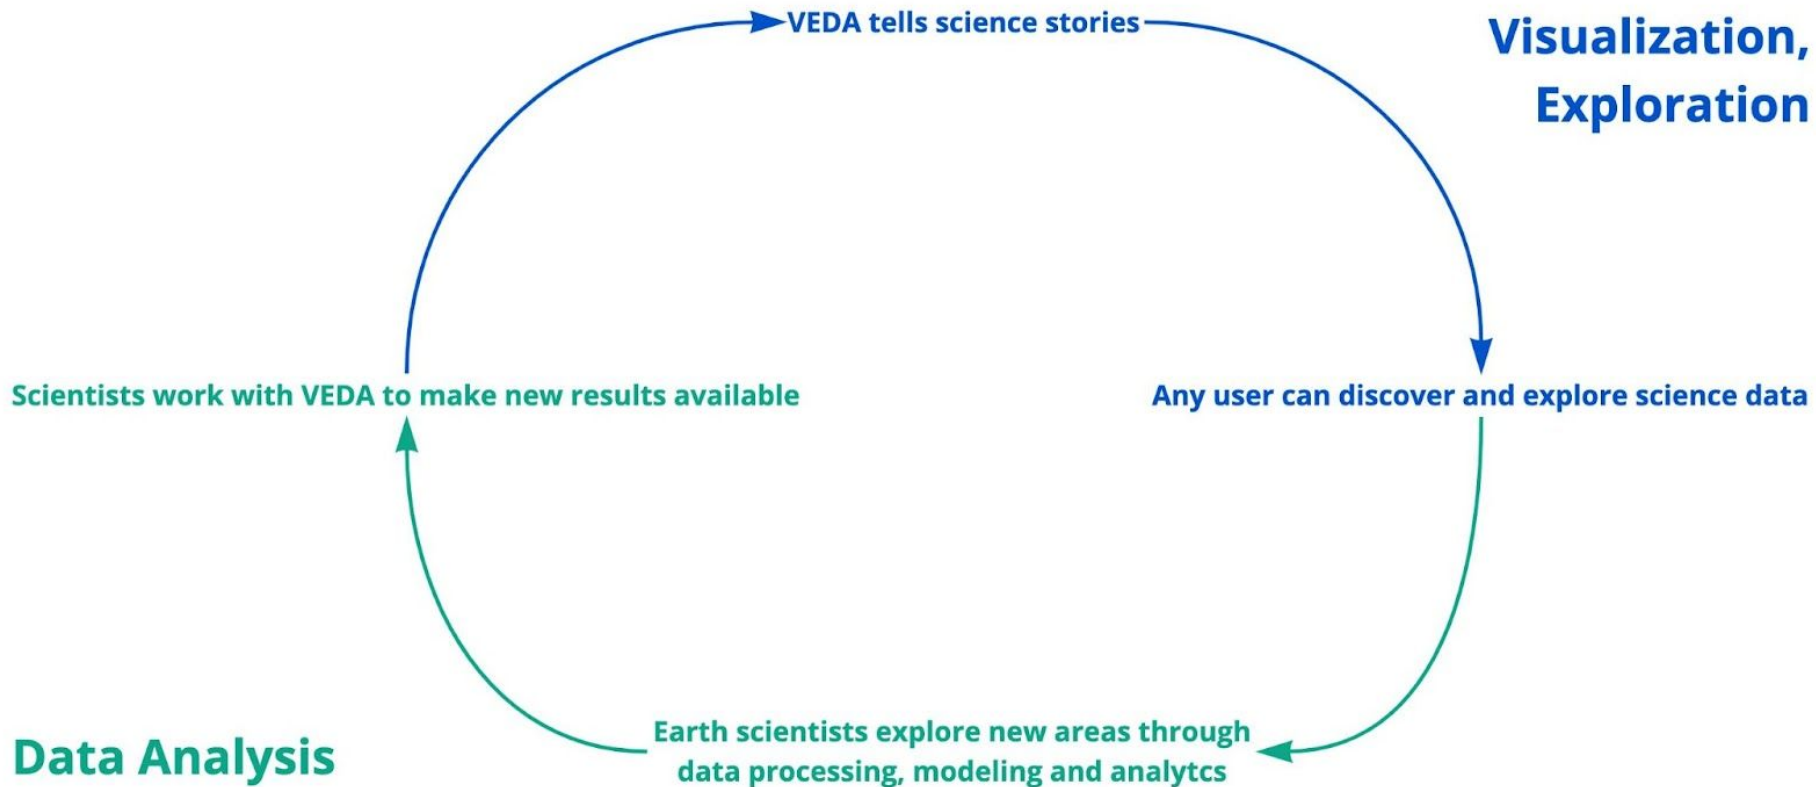 VEDA tells science stories
Visualization,
Exploration
Scientists work with VEDA to make new results available
Any user can discover and explore science data
Earth scientists explore new areas through
data processing, modeling and analytcs
Data Analysis